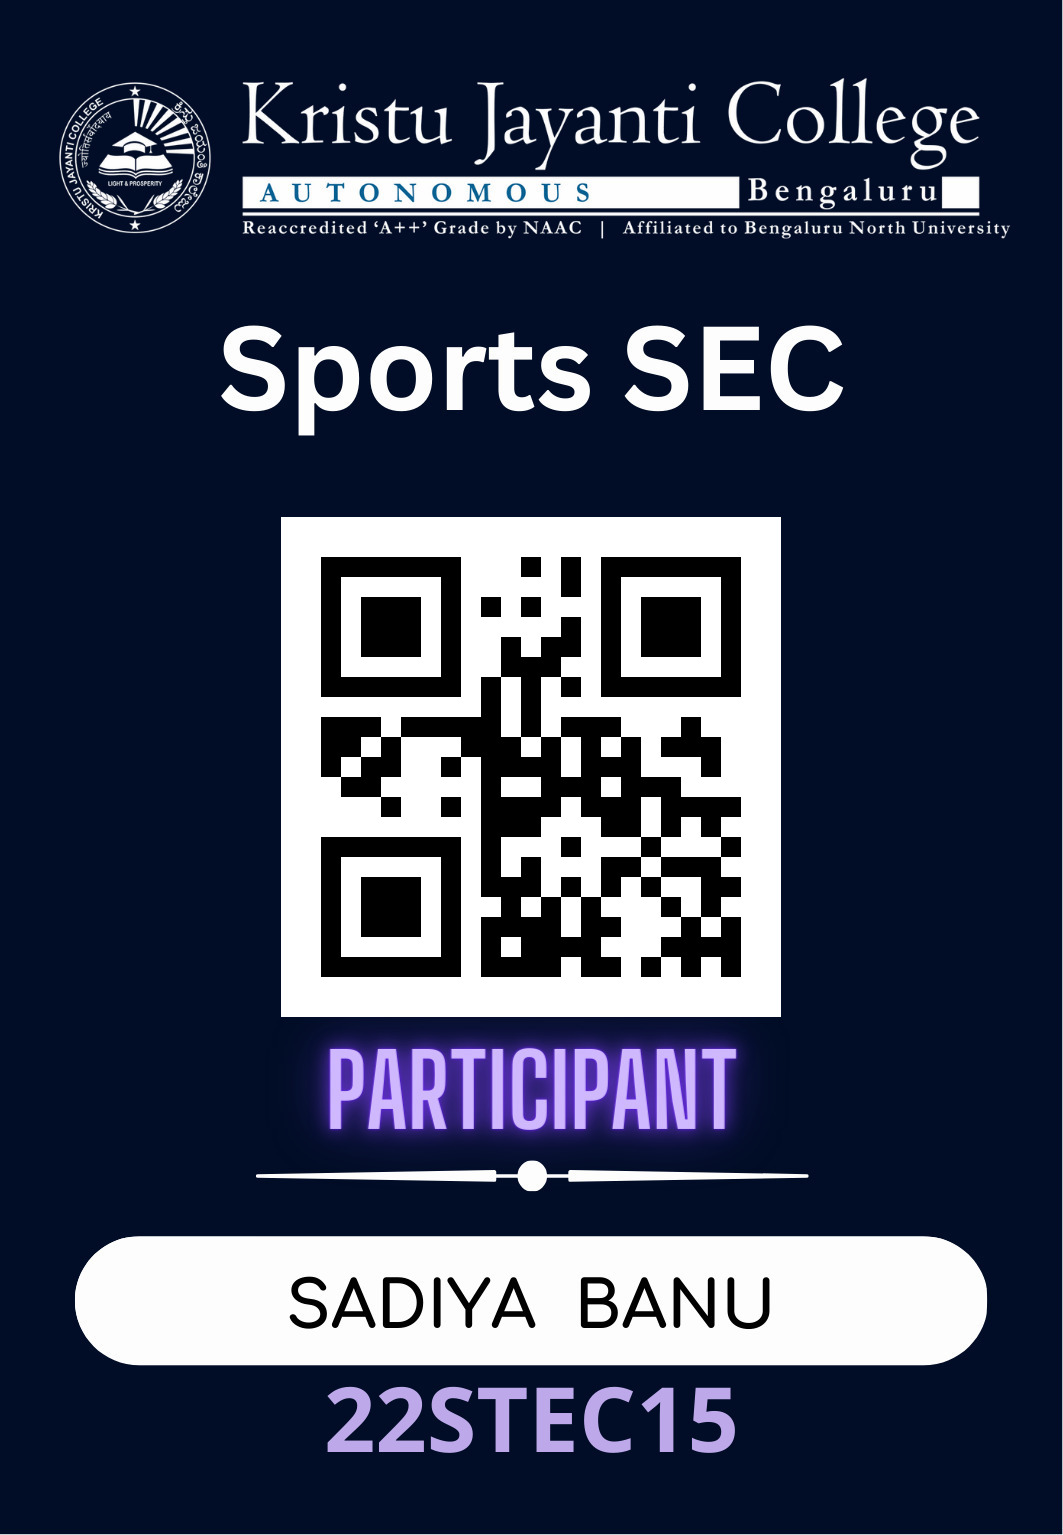 KRISTU JAYANTI COLLEGE
ಕ್ರಿಸ್ತು ಜಯಂತಿ ಕಾಲೇಜು
LIGHT & PROSPERITY
Kristu Jayanti College
AUTONOMOUS Bengaluru
Reaccredited ‘A++’ Grade by NAAC | Affiliated to Bengaluru North University
Sports SEC
PARTICIPANT
SADIYA BANU
22STEC15